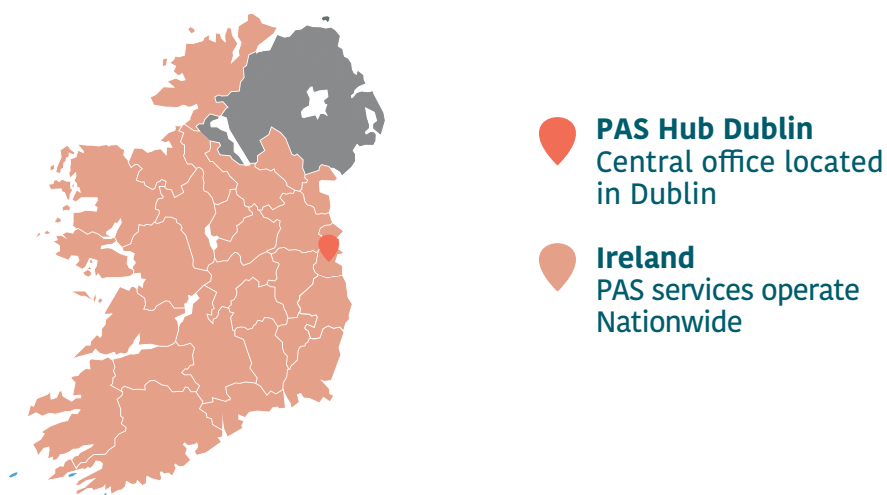 PAS Hub Dublin
Central office located
in Dublin
Ireland
PAS services operate
Nationwide